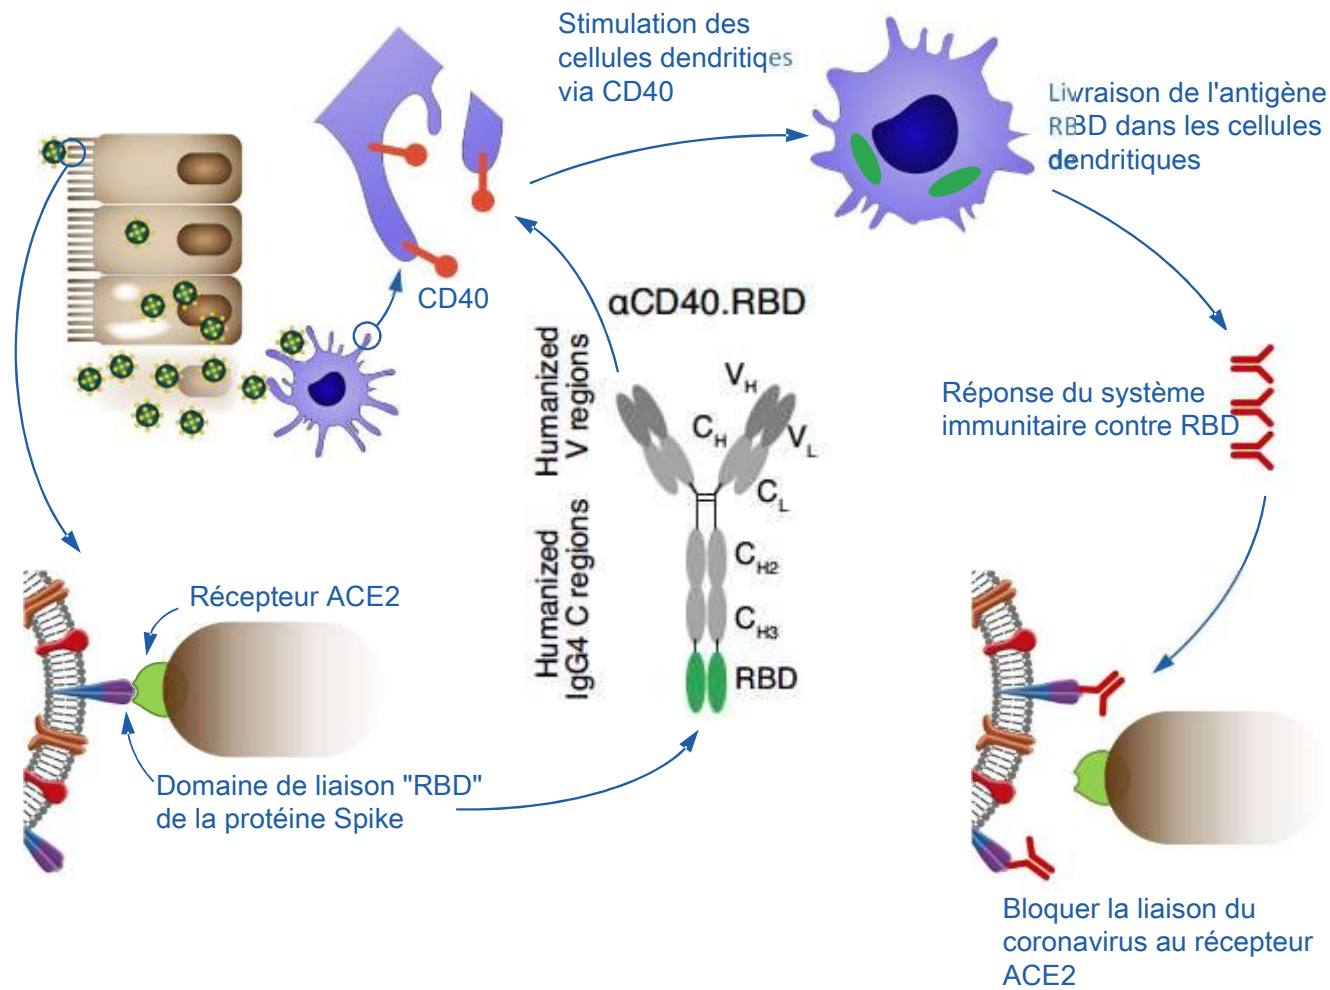 Stimulation des
cellules dendritiques
via CD40
Livraison de l'antigène
RBD dans les cellules
dendritiques
CD40
αCD40.RBD
Humanized
V regions
VH
CH
VL
CL
Humanized
IgG4 C regions
CH2
CH3
RBD
Réponse du système
immunitaire contre RBD
Récepteur ACE2
Domaine de liaison "RBD"
de la protéine Spike
Bloquer la liaison du
coronavirus au récepteur
ACE2